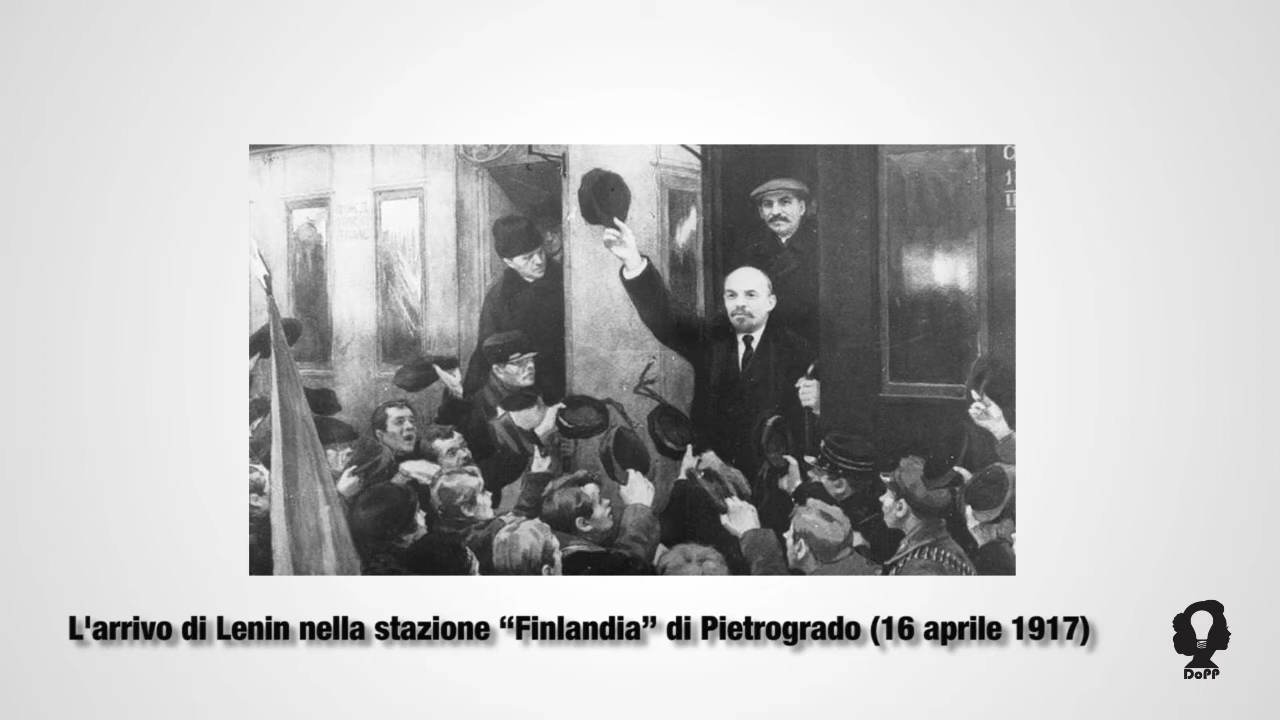 L'arrivo di Lenin nella stazione “Finlandia” di Pietrogrado (16 aprile 1917)
DoPP